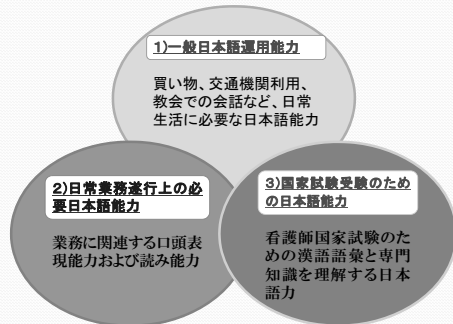 1)一般日本語運用能力
買い物、交通機関利用、
教会での会話など、日常
生活に必要な日本語能力
2)日常業務遂行上の必
要日本語能力
業務に関連する口頭表
現能力および読み能力
3)国家試験受験のため
の日本語能力
看護師国家試験のた
めの漢語語彙と専門
知識を理解する日本
語力